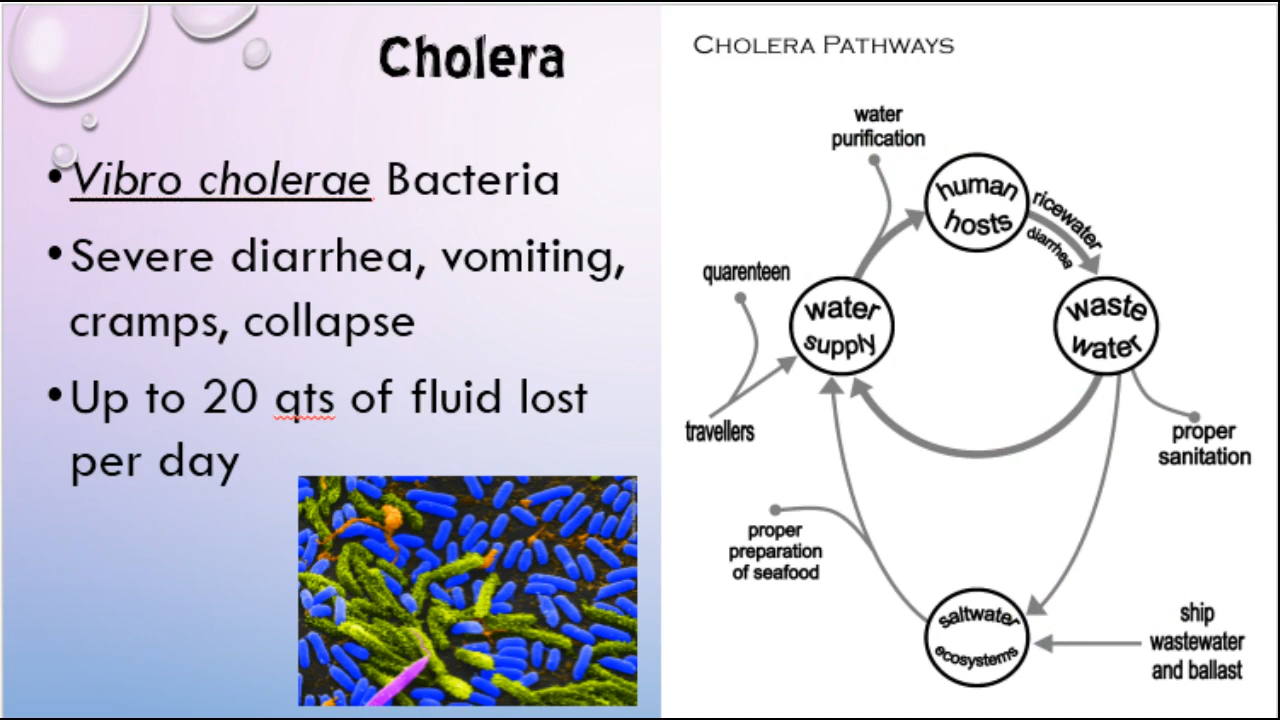 Cholera
•Vibro cholerae Bacteria
•Severe diarrhea, vomiting,
cramps, collapse
•Up to 20 qts of fluid lost
per day
CHOLERA PATHWAYS
water
purification
human
hosts
ricewater
diarrhea
quarenteen
water
supply
waste
water
travellers
proper
sanitation
proper
preparation
of seafood
saltwater
ecosystems
ship
wastewater
and ballast